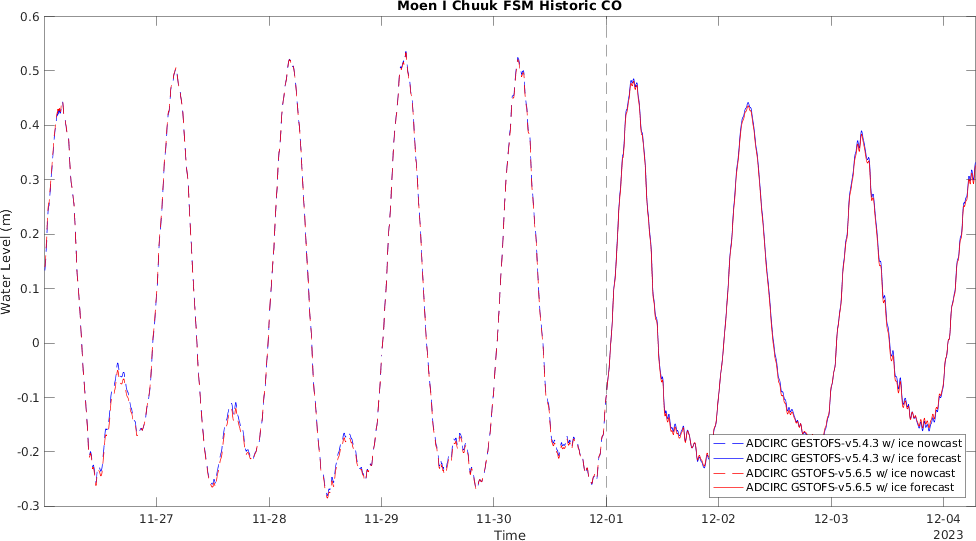 Moen I Chuuk FSM Historic CO
0.6
0.5
0.4
0.3
0.2
0.1
0
-0.1
-0.2
-0.3
Water Level (m)
ADCIRC GESTOFS-v5.4.3 w/ ice nowcast
ADCIRC GESTOFS-v5.4.3 w/ ice forecast
ADCIRC GSTOFS-v5.6.5 w/ ice nowcast
ADCIRC GSTOFS-v5.6.5 w/ ice forecast
11-27 11-28 11-29 11-30 12-01 12-02 12-03 12-04
Time
2023